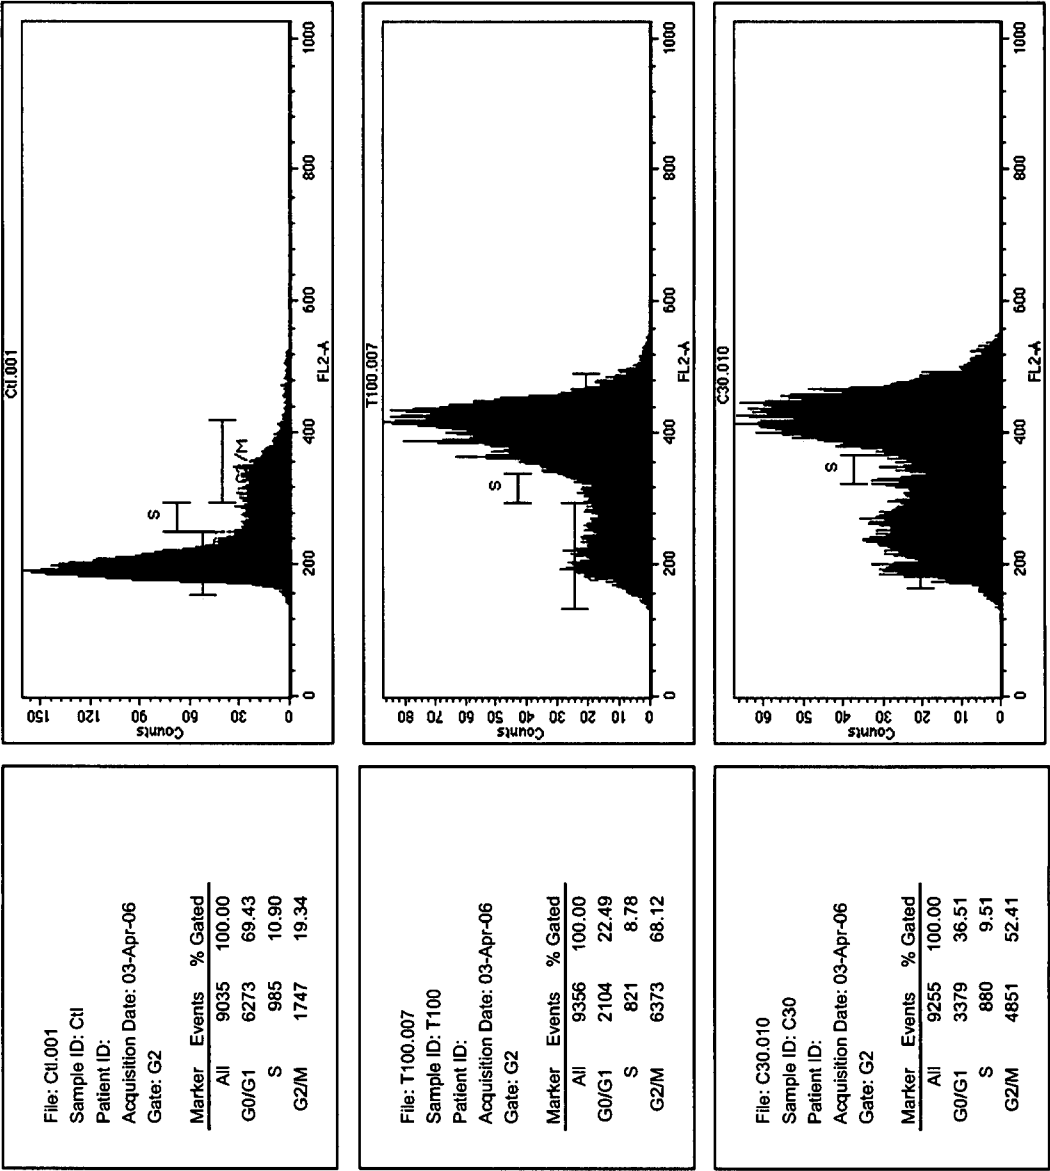 File: Ctl.001
Sample ID: Ctl
Patient ID:
Acquisition Date: 03-Apr-06
Gate: G2
Marker Events % Gated
All 9035 100.00
G0/G1 6273 69.43
S 985 10.90
G2/M 1747 19.34
Ctl.001
Counts
150 120 90 60 30 0
S
G2/M
0 200 400 600 800 1000
FL2-A
File: T100.007
Sample ID: T100
Patient ID:
Acquisition Date: 03-Apr-06
Gate: G2
Marker Events % Gated
All 9356 100.00
G0/G1 2104 22.49
S 821 8.78
G2/M 6373 68.12
T100.007
Counts
80 70 60 50 40 30 20 10 0
S
0 200 400 600 800 1000
FL2-A
File: C30.010
Sample ID: C30
Patient ID:
Acquisition Date: 03-Apr-06
Gate: G2
Marker Events % Gated
All 9255 100.00
G0/G1 3379 36.51
S 880 9.51
G2/M 4851 52.41
C30.010
Counts
60 50 40 30 20 10 0
S
0 200 400 600 800 1000
FL2-A